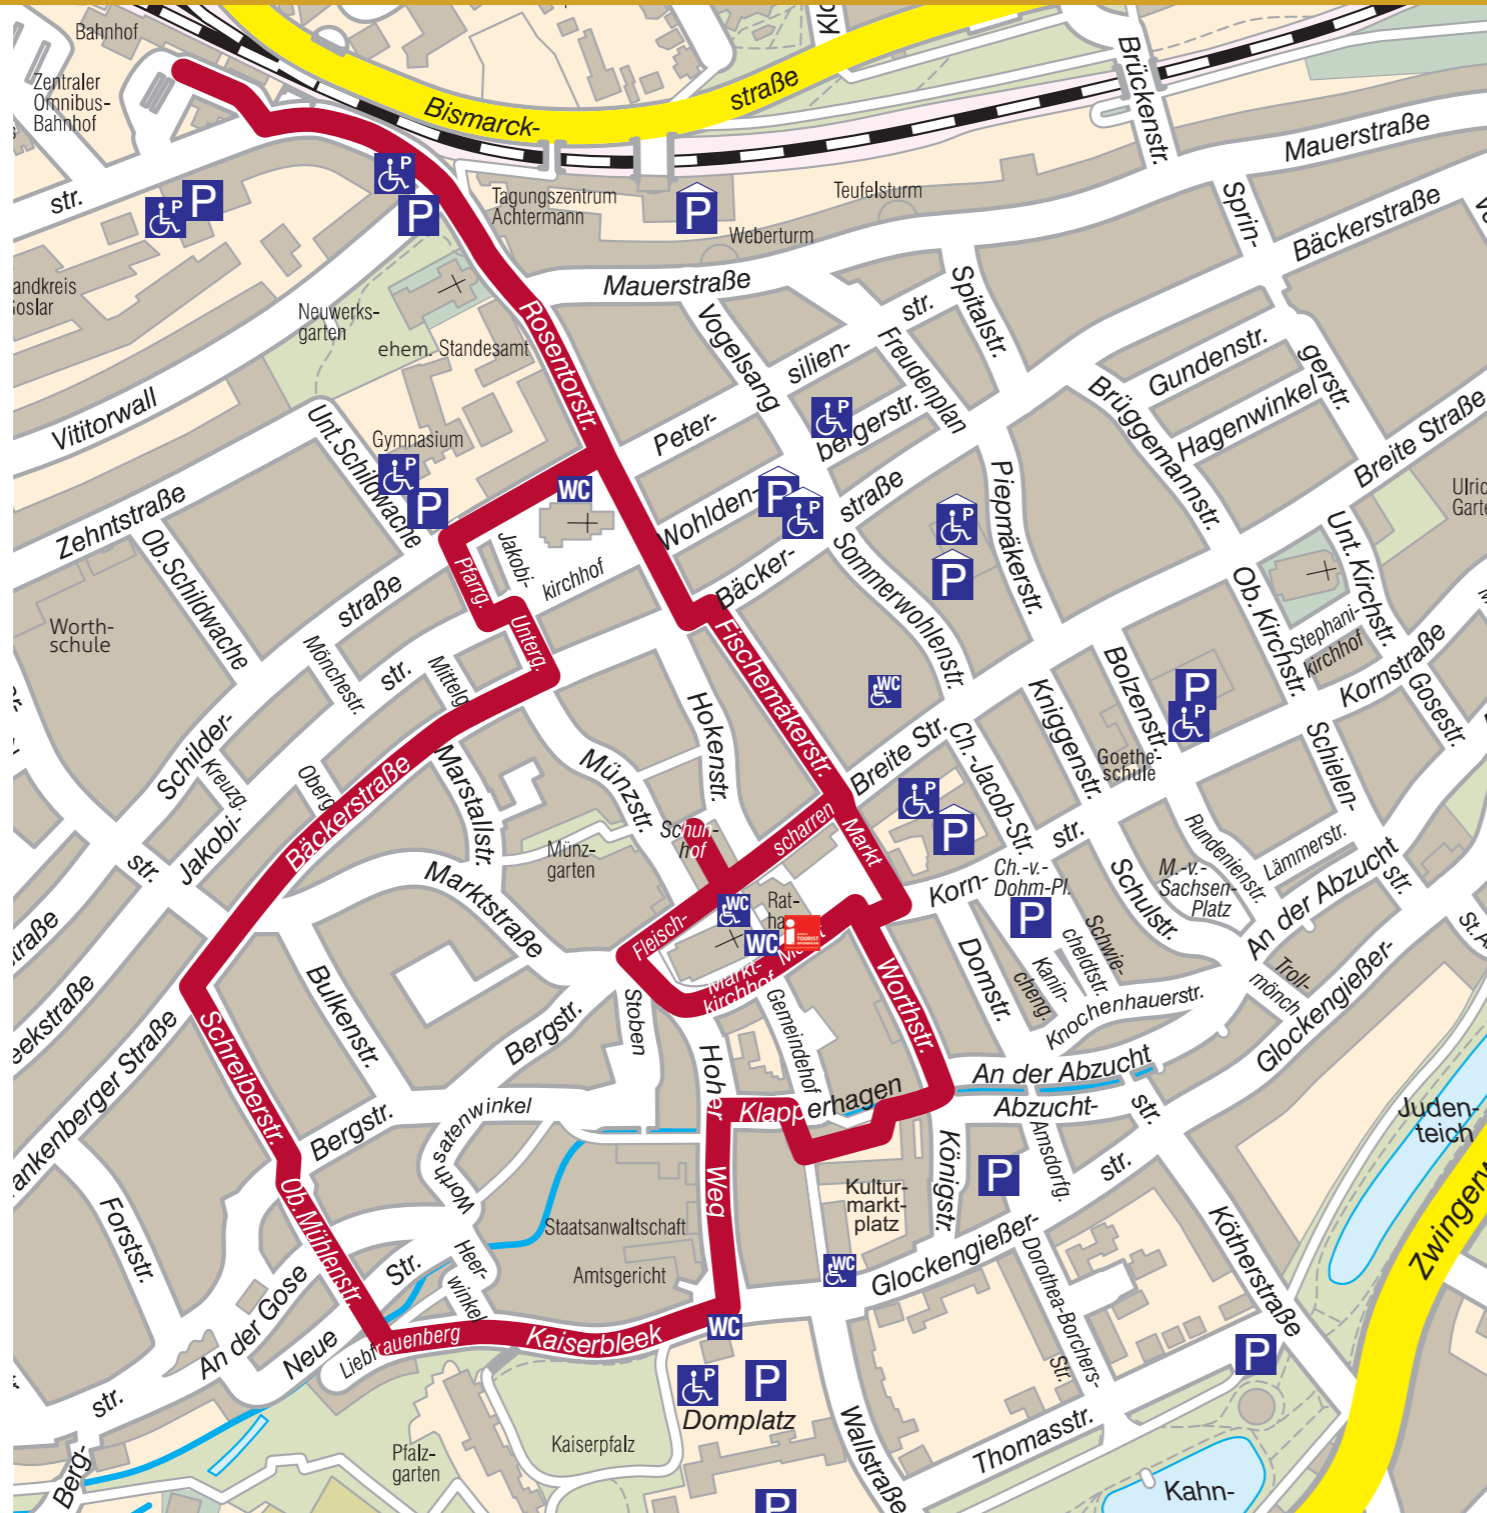 Bahnhof
Zentraler
Omnibus-
Bahnhof
str.
Bismarck-
straße
Brückenstr.
Mauerstraße
Tagungszentrum
Achtermann
Teufelsturm
Weberturm
Mauerstraße
Sprin-
gerstr.
Bäckerstraße
andkreis
oslar
Neuwerks-
garten
ehem. Standesamt
Rosentorstr.
Vogelsang
silien-
str.
Spitalstr.
Freudenplan
Gundenstr.
Hagenwinkel
Brüggemannstr.
Breite Straße
Vititorwall
Unt. Schildwache
Gymnasium
Peter-
bergerstr.
Zehntstraße
Ob. Schildwache
WC
Wohlden-
straße
Piepmäkerstr.
Ulric
Garte
Jakobi-
kirchhof
Pfarrg.
Unterg.
Bäcker-
Sommerwohlenstr.
Ob. Kirchstr.
Unt. Kirchstr.
Stephani-
kirchhof
Worth-
schule
straße
Mönchestr.
str.
Mittelg.
Fischemäkerstr.
Hokenstr.
WC
Kniggenstr.
Bolzenstr.
Kornstraße
Gosestr.
Schilder-
Kreuzg.
Jakobi-
str.
Oberg.
Bäckerstraße
Marstallstr.
Münzstr.
Breite Str.
Ch.-Jacob-Str.
Goethe-
schule
Schielen-
str.
Schuh-
hof
scharren
Markt
str.
Rundenienstr.
Lämmerstr.
Münz-
garten
Marktstraße
Fleisch-
Rat-
WC
WC
Korn-
Ch.-v.-
Dohm-Pl.
Schulstr.
M.-v.-
Sachsen-
Platz
An der Abzucht
Schwie-
cheldtstr.
Kanin-
cheng.
Domstr.
Knochenhauerstr.
Troll-
mönch
Glockengießer-
Markt-
kirchhof
TOURIST
Gemeindehof
Worthstr.
Stoben
Bulkenstr.
Bergstr.
eekstraße
Schreiberstr.
Hoher
Weg
Klapperhagen
An der Abzucht
Abzucht-
str.
Juden-
teich
Bergstr.
Worthsatenwinkel
Amsdorfg.
Königstr.
str.
Kultur-
markt-
platz
Forststr.
Ob. Mühlenstr.
Staatsanwaltschaft
Amtsgericht
WC
Glockengießer-
Dorothea-Borchers-
Str.
Kötherstraße
An der Gose
Neue
Str.
Heer-
winkel
Liebfrauenberg
Kaiserbleek
WC
Domplatz
str.
Berg-
Pfalz-
garten
Kaiserpfalz
Wallstraße
Thomasstr.
Kahn-